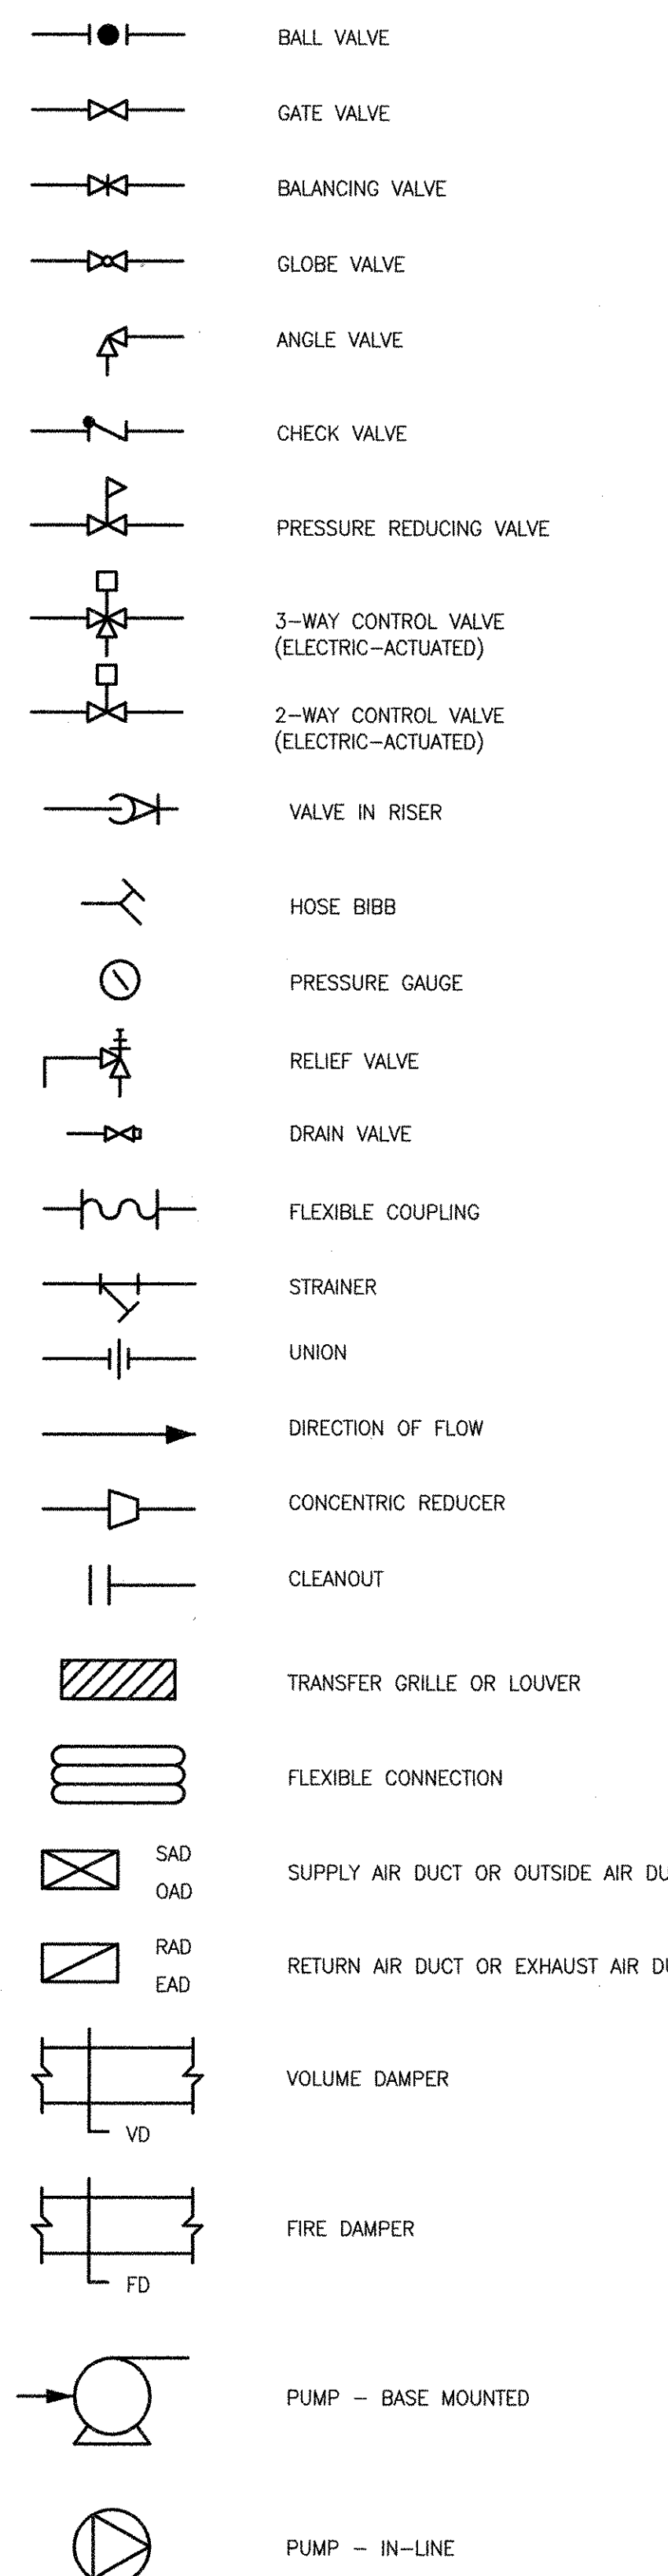 BALL VALVE
GATE VALVE
BALANCING VALVE
GLOBE VALVE
ANGLE VALVE
CHECK VALVE
PRESSURE REDUCING VALVE
3-WAY CONTROL VALVE
(ELECTRIC-ACTUATED)
2-WAY CONTROL VALVE
(ELECTRIC-ACTUATED)
VALVE IN RISER
HOSE BIBB
PRESSURE GAUGE
RELIEF VALVE
DRAIN VALVE
FLEXIBLE COUPLING
STRAINER
UNION
DIRECTION OF FLOW
CONCENTRIC REDUCER
CLEANOUT
TRANSFER GRILLE OR LOUVER
FLEXIBLE CONNECTION
SAD
OAD
SUPPLY AIR DUCT OR OUTSIDE AIR
RAD
EAD
RETURN AIR DUCT OR EXHAUST AIR
VOLUME DAMPER
VD
FIRE DAMPER
FD
PUMP - BASE MOUNTED
PUMP - IN-LINE